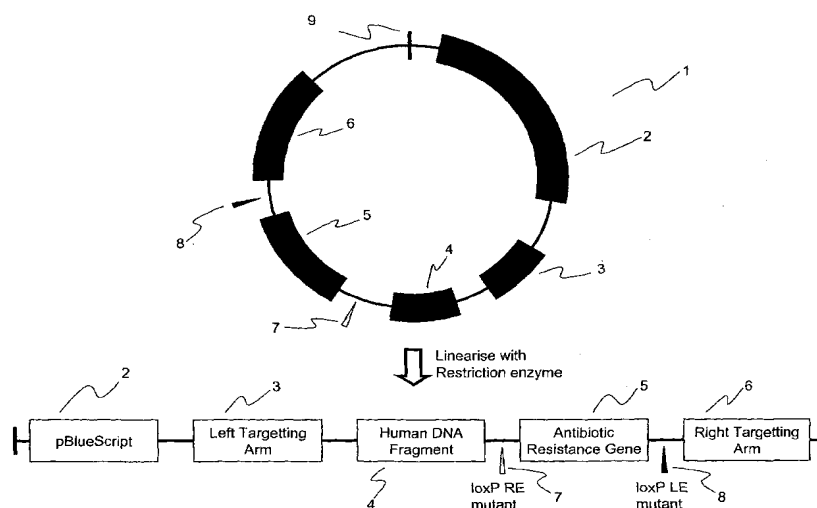 9
1
6
2
5
4
8
3
7
Linearise with
Restriction enzyme
2
3
5
6
pBlueScript
Left Targetting
Arm
Human DNA
Fragment
Antibiotic
Resistance Gene
Right Targetting
Arm
4
loxP RE
mutant
7
loxP LE
mutant
8